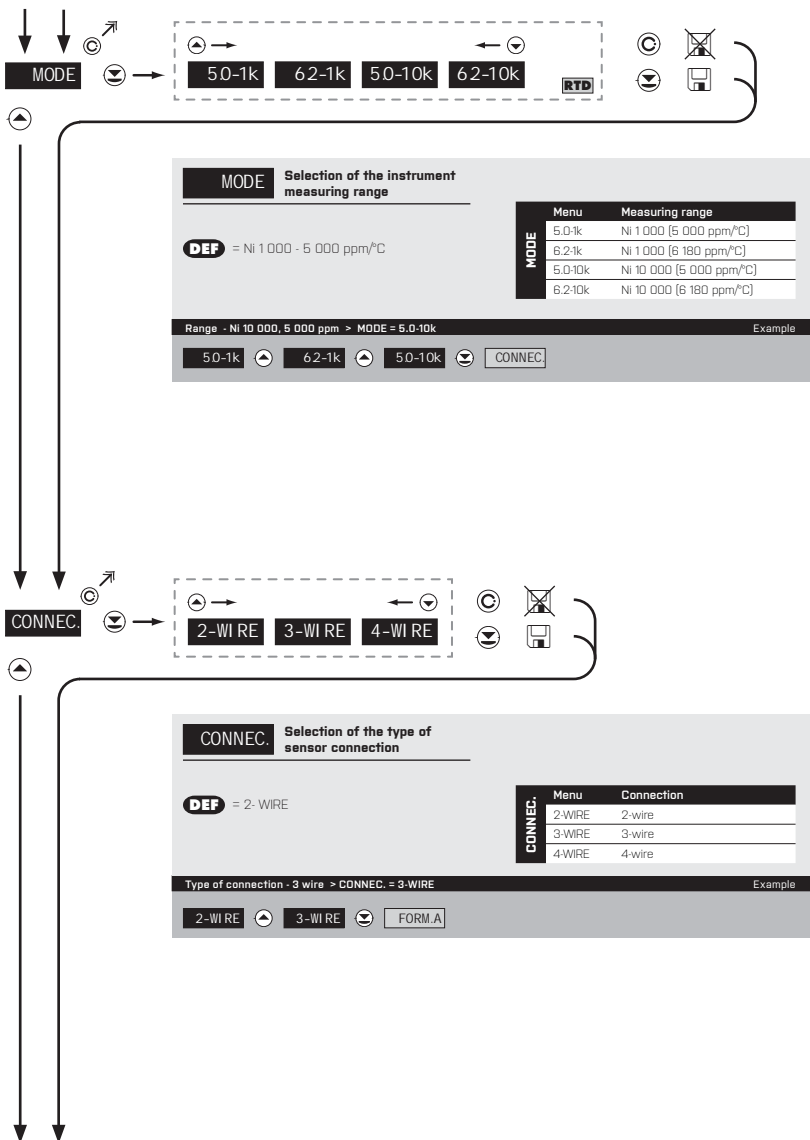 MODE
5.0-1k 6.2-1k 5.0-10k 6.2-10k
RTD
MODE Selection of the instrument
measuring range
DEF = Ni 1 000 - 5 000 ppm/°C
MODE
Menu Measuring range
5.0-1k Ni 1 000 (5 000 ppm/°C)
6.2-1k Ni 1 000 (6 180 ppm/°C)
5.0-10k Ni 10 000 (5 000 ppm/°C)
6.2-10k Ni 10 000 (6 180 ppm/°C)
Range - Ni 10 000, 5 000 ppm > MODE = 5.0-10k Example
5.0-1k 6.2-1k 5.0-10k CONNEC.
CONNEC.
2-WIRE 3-WIRE 4-WIRE
CONNEC. Selection of the type of
sensor connection
DEF = 2- WIRE
CONNEC.
Menu Connection
2-WIRE 2-wire
3-WIRE 3-wire
4-WIRE 4-wire
Type of connection - 3 wire > CONNEC. = 3-WIRE Example
2-WIRE 3-WIRE FORM.A